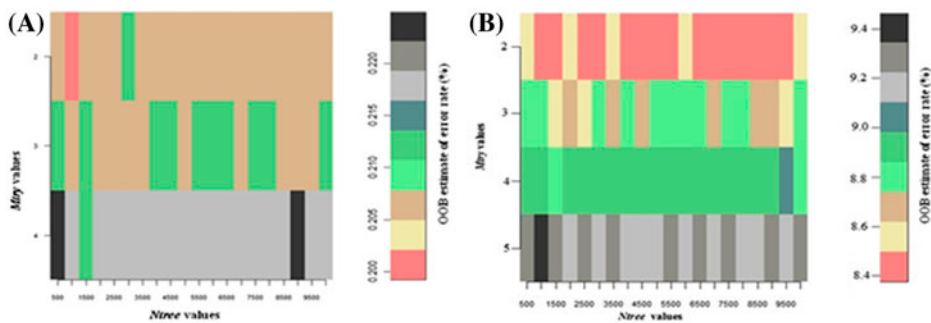 (A)
2
3
4
Mtry values
500 1500 2500 3500 4500 5500 6500 7500 8500 9500
Ntree values
0.220
0.215
0.210
0.205
0.200
OOB estimate of error rate (%)
(B)
2
3
4
5
Mtry values
500 1500 2500 3500 4500 5500 6500 7500 8500 9500
Ntree values
9.4
9.2
9.0
8.8
8.6
8.4
OOB estimate of error rate (%)